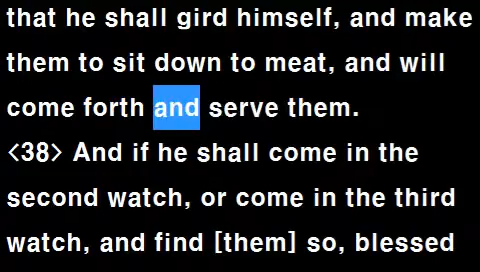 that he shall gird himself, and make
them to sit down to meat, and will
come forth and serve them.
<38> And if he shall come in the
second watch, or come in the third
watch, and find [them] so, blessed